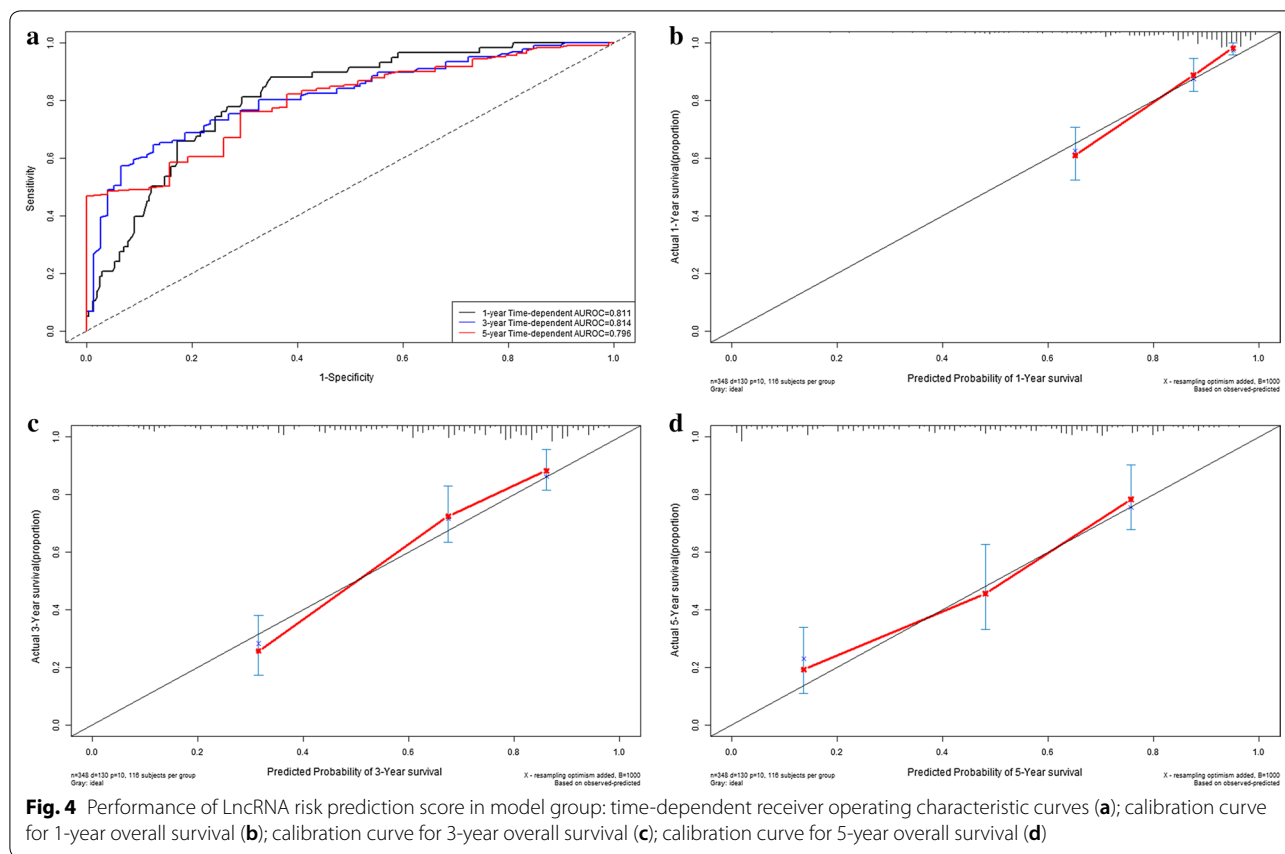 a
1.0
0.8
0.6
0.4
0.2
0.0
Sensitivity
1-year Time-dependent AUROC=0.811
3-year Time-dependent AUROC=0.814
5-year Time-dependent AUROC=0.796
0.0 0.2 0.4 0.6 0.8 1.0
1-Specificity
b
1.0
0.8
0.6
0.4
0.2
0.0
Actual 1-Year survival(proportion)
0.0 0.2 0.4 0.6 0.8 1.0
n=348 d=130 p=10, 116 subjects per group
Gray: ideal
Predicted Probability of 1-Year survival
X - resampling optimism added, B=1000
Based on observed-predicted
c
1.0
0.8
0.6
0.4
0.2
0.0
Actual 3-Year survival(proportion)
0.0 0.2 0.4 0.6 0.8 1.0
n=348 d=130 p=10, 116 subjects per group
Gray: ideal
Predicted Probability of 3-Year survival
X - resampling optimism added, B=1000
Based on observed-predicted
d
1.0
0.8
0.6
0.4
0.2
0.0
Actual 5-Year survival(proportion)
0.0 0.2 0.4 0.6 0.8 1.0
n=348 d=130 p=10, 116 subjects per group
Gray: ideal
Predicted Probability of 5-Year survival
X - resampling optimism added, B=1000
Based on observed-predicted
Fig. 4 Performance of LncRNA risk prediction score in model group: time-dependent receiver operating characteristic curves (a); calibration curve
for 1-year overall survival (b); calibration curve for 3-year overall survival (c); calibration curve for 5-year overall survival (d)